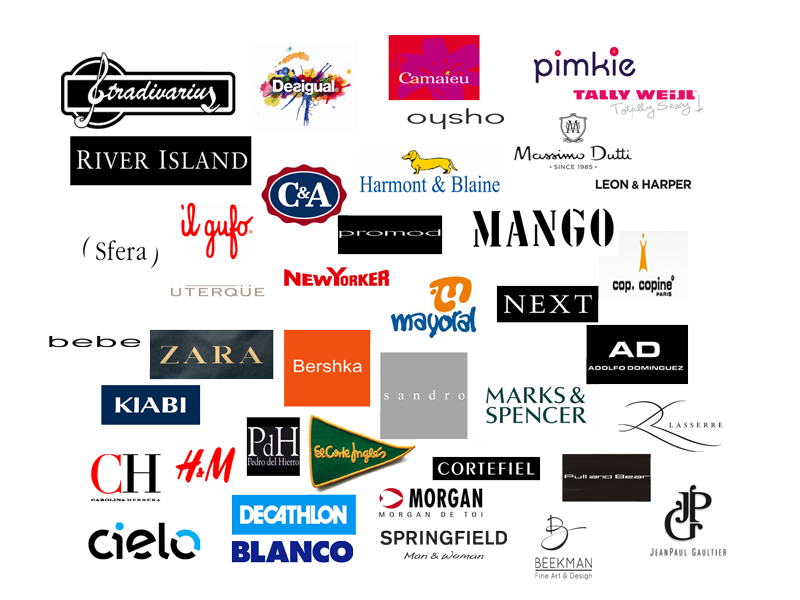 Stradivarius
Desigual®
Camaïeu
pimkie
TALLY WEiJL
Totally Sexy!
oysho
RIVER ISLAND
C&A
Harmont & Blaine
M
Massimo Dutti
• SINCE 1985 •
LEON & HARPER
(Sfera)
il gufo®
promod
MANGO
cop. copine®
PARIS
UTERQÜE
NEWYORKER
mayoral
NEXT
bebe
ZARA
Bershka
AD
ADOLFO DOMINGUEZ
KIABI
sandro
MARKS &
SPENCER
LASSERRE
CH
CAROLINA HERRERA
H&M
PdH
Pedro del Hierro
El Corte Inglés
CORTEFIEL
Pull and Bear
cielo
DECATHLON
BLANCO
MORGAN
MORGAN DE TOI
SPRINGFIELD
Man & Woman
B
BEEKMAN
Fine Art & Design
JPG
JEANPAUL GAULTIER